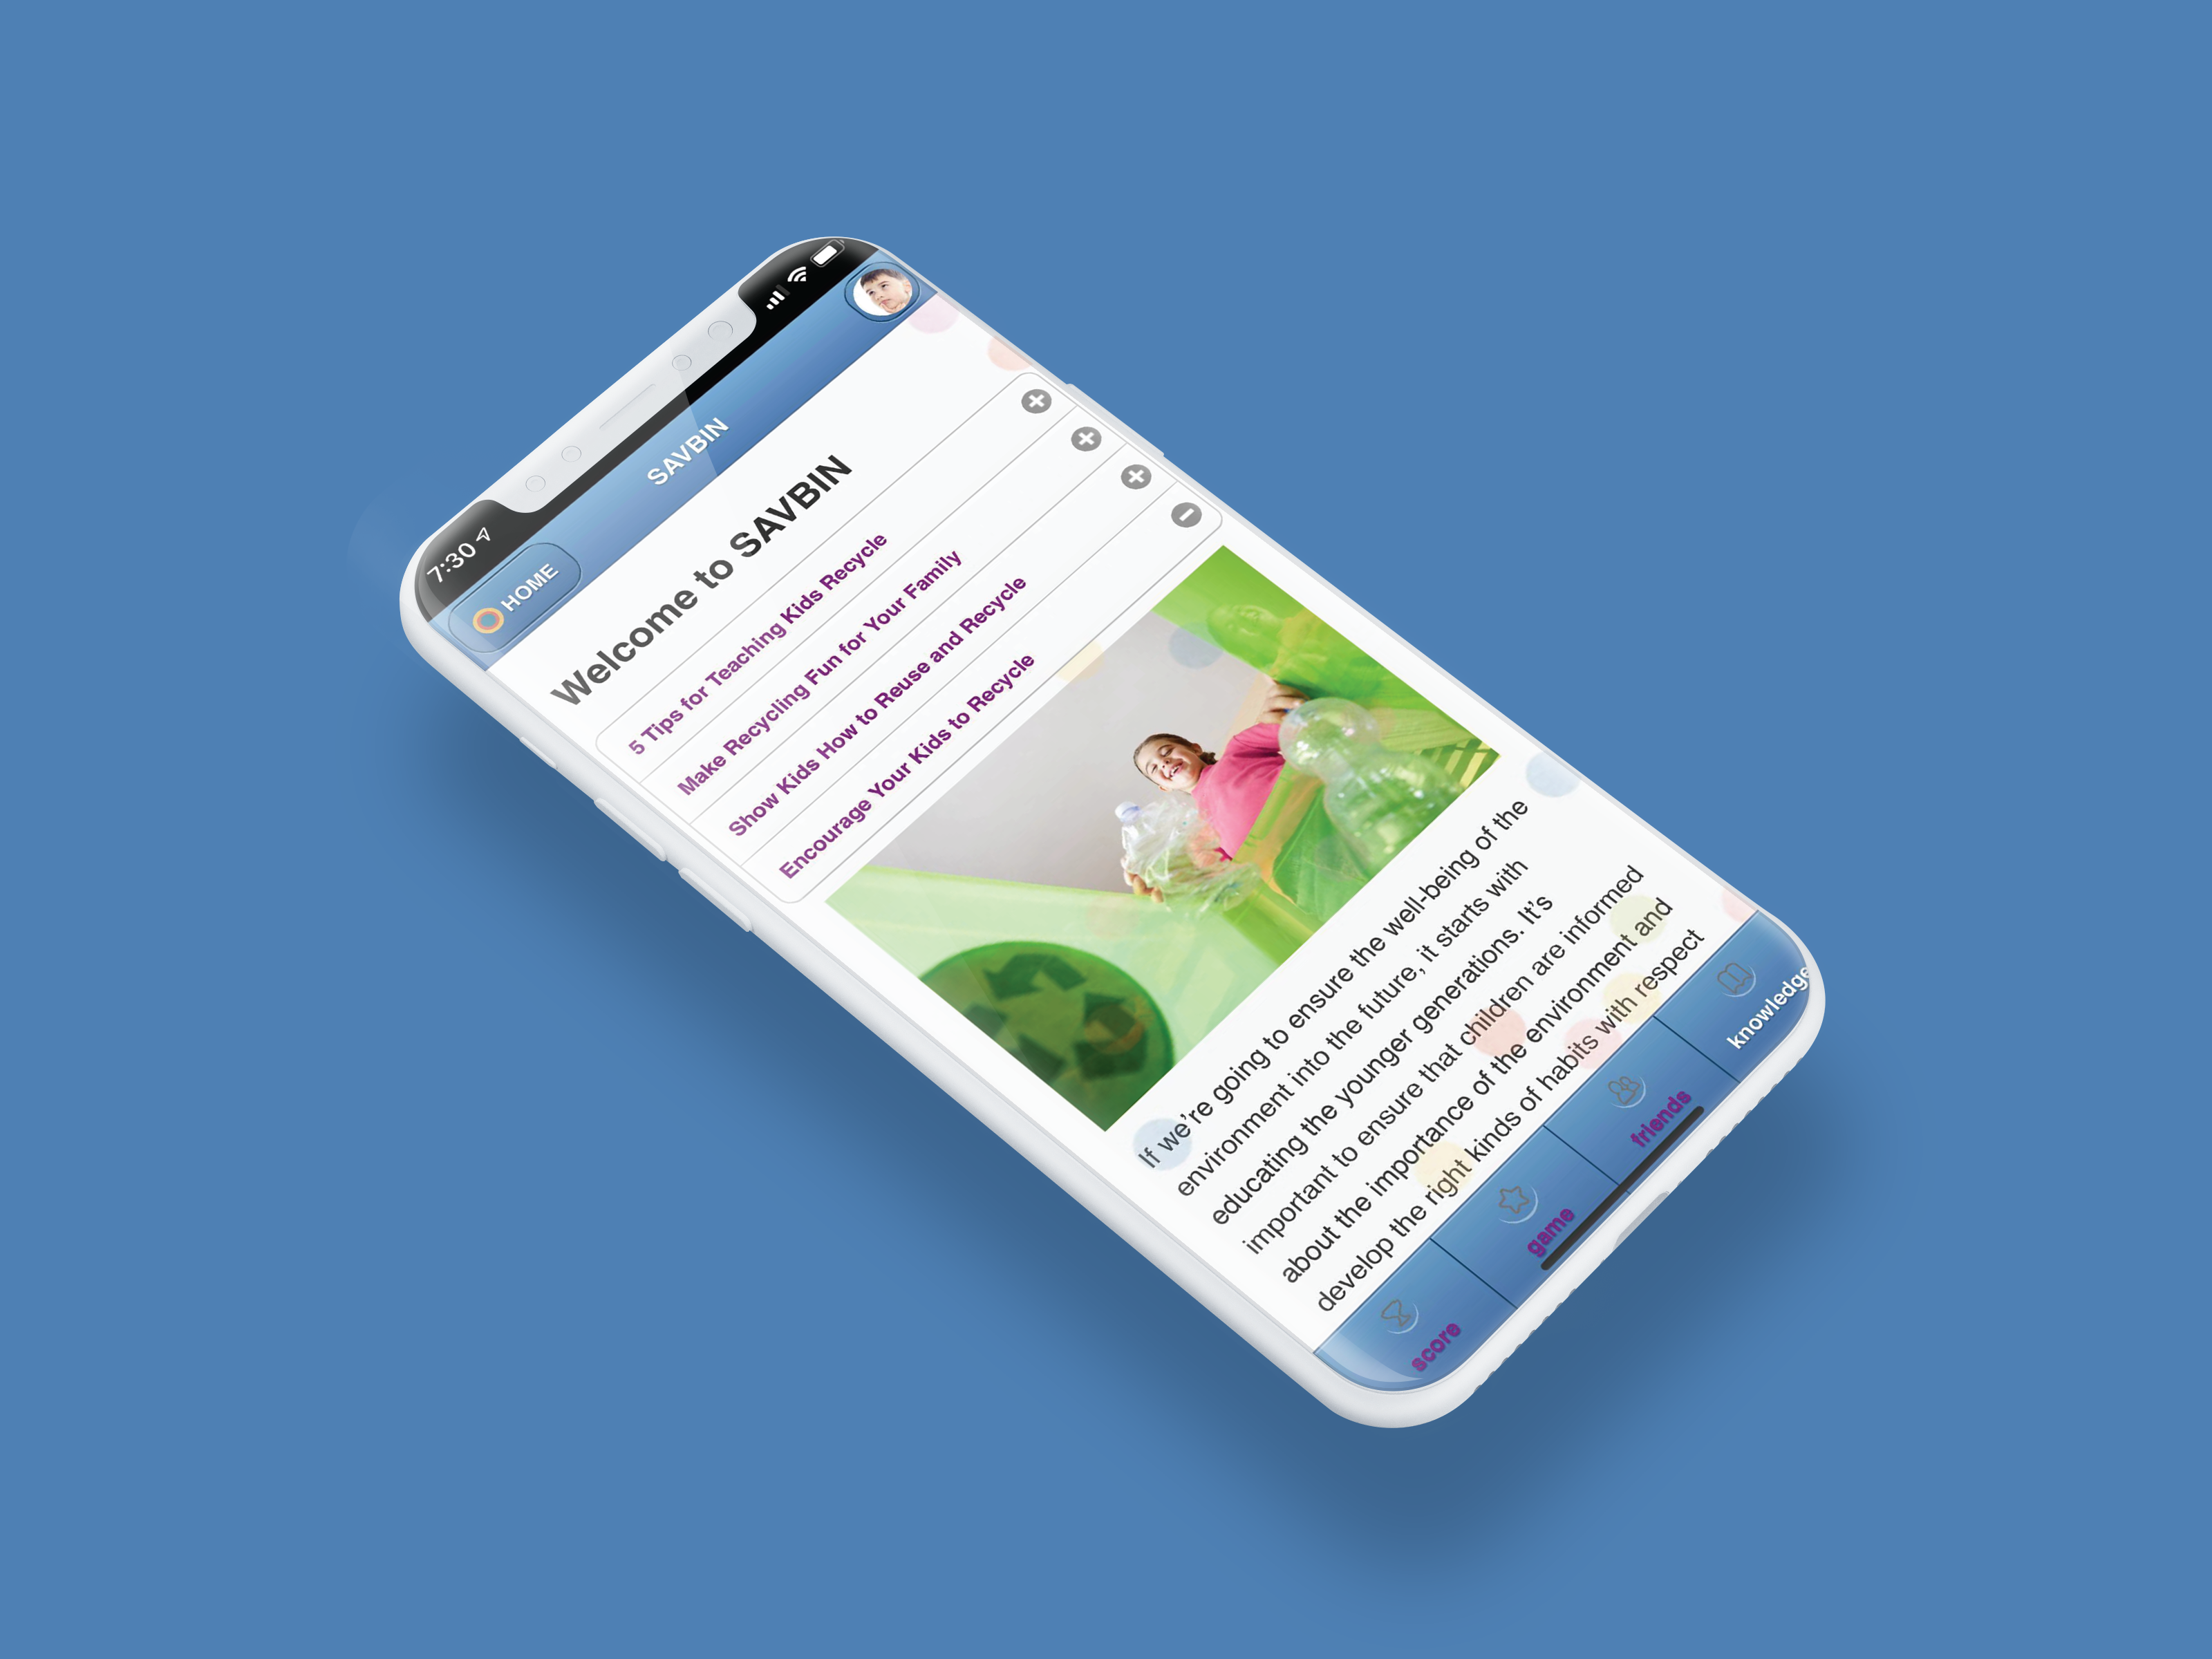 7:30
HOME
SAVBIN
Welcome to SAVBIN
5 Tips for Teaching Kids Recycle
Make Recycling Fun for Your Family
Show Kids How to Reuse and Recycle
Encourage Your Kids to Recycle
If we’re going to ensure the well-being of the
environment into the future, it starts with
educating the younger generations. It’s
important to ensure that children are informed
about the importance of the environment and
develop the right kinds of habits with respect
score
game
friends
knowledge